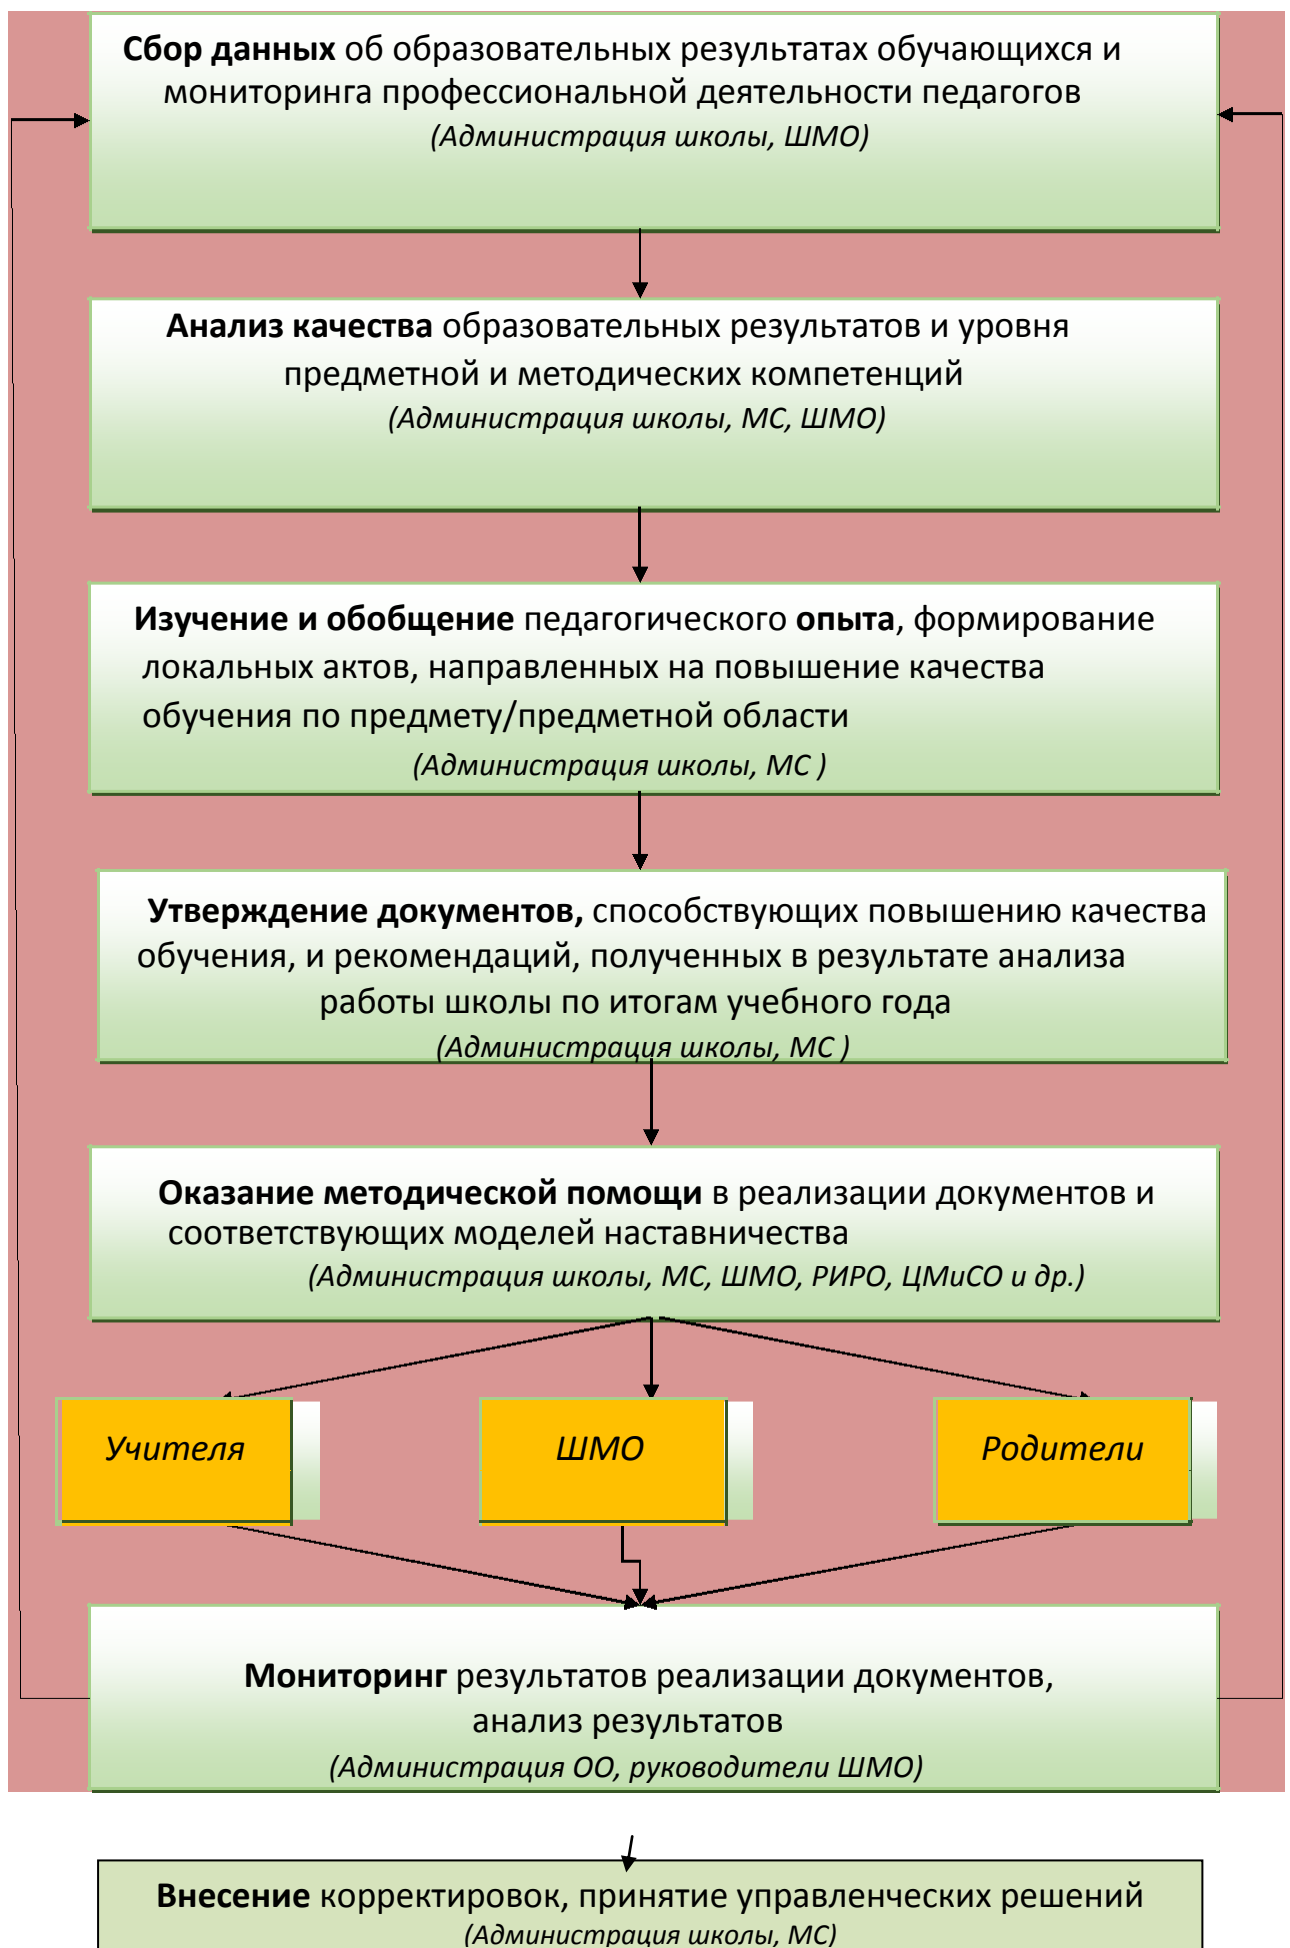 Сбор данных об образовательных результатах обучающихся и
мониторинга профессиональной деятельности педагогов
(Администрация школы, ШМО)
Анализ качества образовательных результатов и уровня
предметной и методических компетенций
(Администрация школы, МС, ШМО)
Изучение и обобщение педагогического опыта, формирование
локальных актов, направленных на повышение качества
обучения по предмету/предметной области
(Администрация школы, МС )
Утверждение документов, способствующих повышению качества
обучения, и рекомендаций, полученных в результате анализа
работы школы по итогам учебного года
(Администрация школы, МС )
Оказание методической помощи в реализации документов и
соответствующих моделей наставничества
(Администрация школы, МС, ШМО, РИРО, ЦМиСО и др.)
Учителя
ШМО
Родители
Мониторинг результатов реализации документов,
анализ результатов
(Администрация ОО, руководители ШМО)
Внесение корректировок, принятие управленческих решений
(Администрация школы, МС)